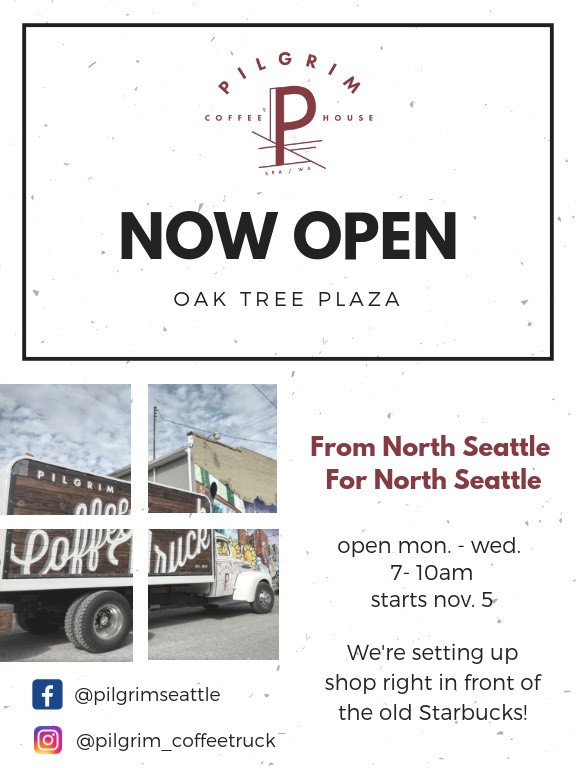 PILGRIM
COFFEE HOUSE
P
SEA / WA
NOW OPEN
OAK TREE PLAZA
PILGRIM
Coffee
Truck
P
From North Seattle
For North Seattle
open mon. - wed.
7- 10am
starts nov. 5
We're setting up
shop right in front of
the old Starbucks!
@pilgrimseattle
@pilgrim_coffeetruck